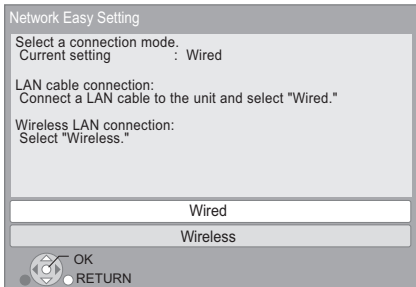 Network Easy Setting
Select a connection mode.
Current setting : Wired
LAN cable connection:
Connect a LAN cable to the unit and select "Wired."
Wireless LAN connection:
Select "Wireless."
Wired
Wireless
OK
RETURN